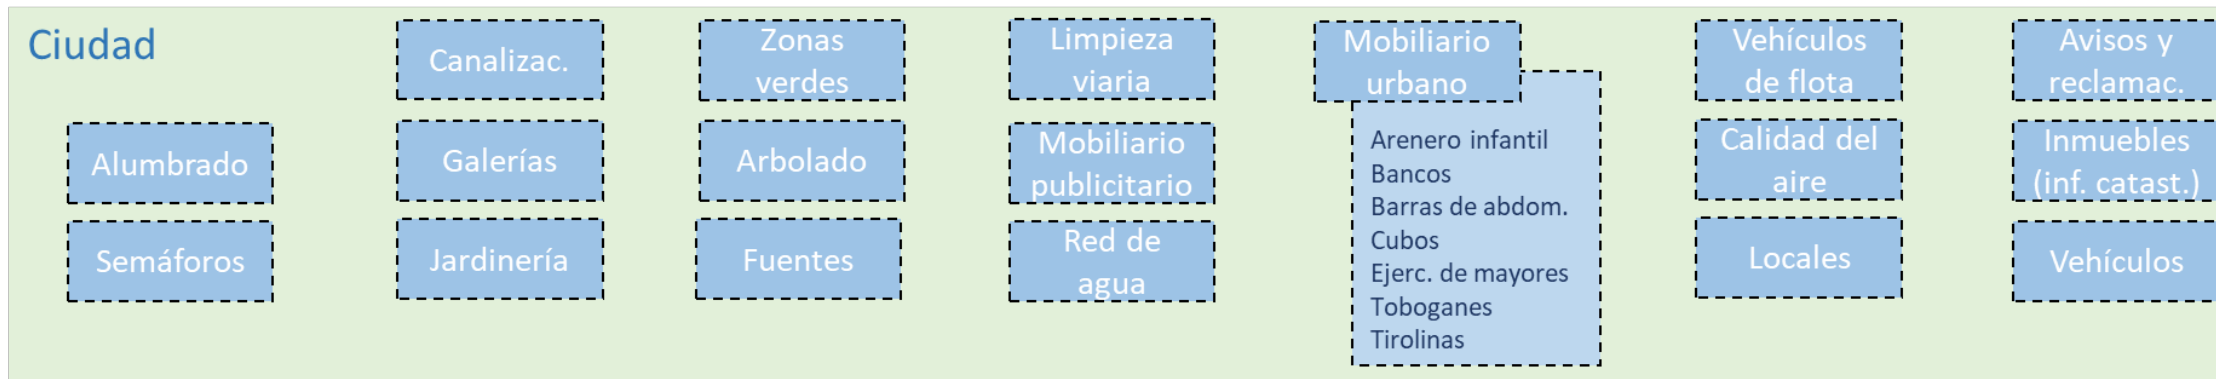 Ciudad
Alumbrado
Semáforos
Canalizac.
Galerías
Jardinería
Zonas
verdes
Arbolado
Fuentes
Limpieza
viaria
Mobiliario
publicitario
Red de
agua
Mobiliario
urbano
Arenero infantil
Bancos
Barras de abdom.
Cubos
Ejerc. de mayores
Toboganes
Tirolinas
Vehículos
de flota
Calidad del
aire
Locales
Avisos y
reclamac.
Inmuebles
(inf. catast.)
Vehículos